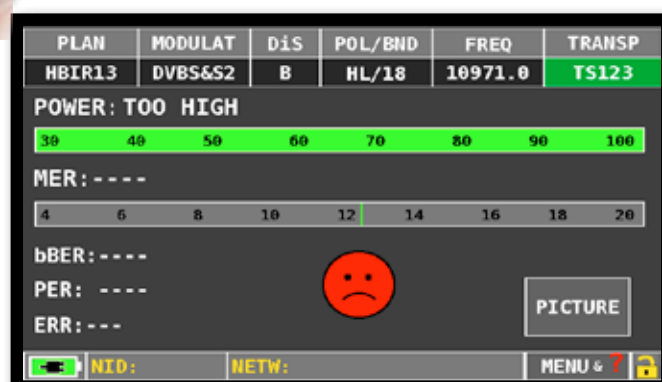 PLAN MODULAT DiS POL/BND FREQ TRANSP
HBIR13 DVBS&S2 B HL/18 10971.0 TS123
POWER: TOO HIGH
30 40 50 60 70 80 90 100
MER:----
4 6 8 10 12 14 16 18 20
bBER:----
PER: ----
PICTURE
ERR:---
NID: NETW: MENU & ?